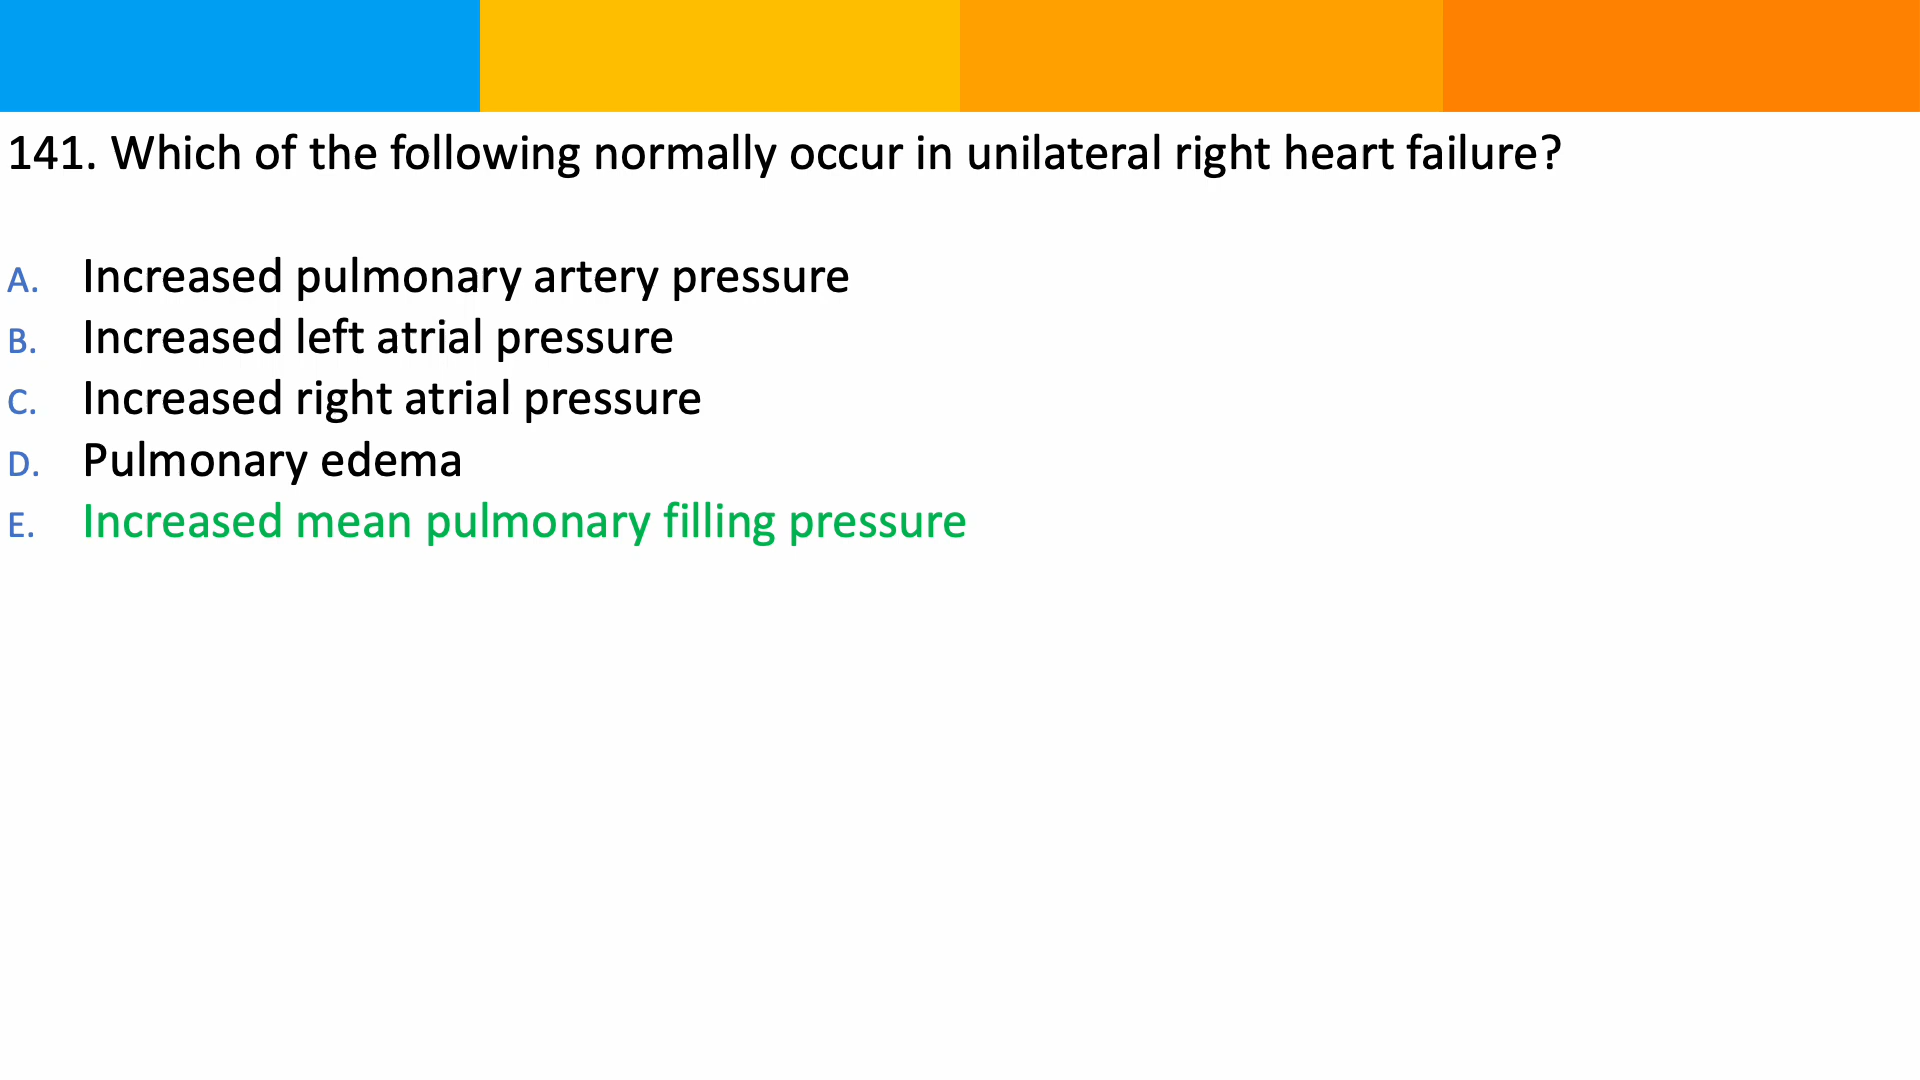 141. Which of the following normally occur in unilateral right heart failure?
A. Increased pulmonary artery pressure
B. Increased left atrial pressure
C. Increased right atrial pressure
D. Pulmonary edema
E. Increased mean pulmonary filling pressure